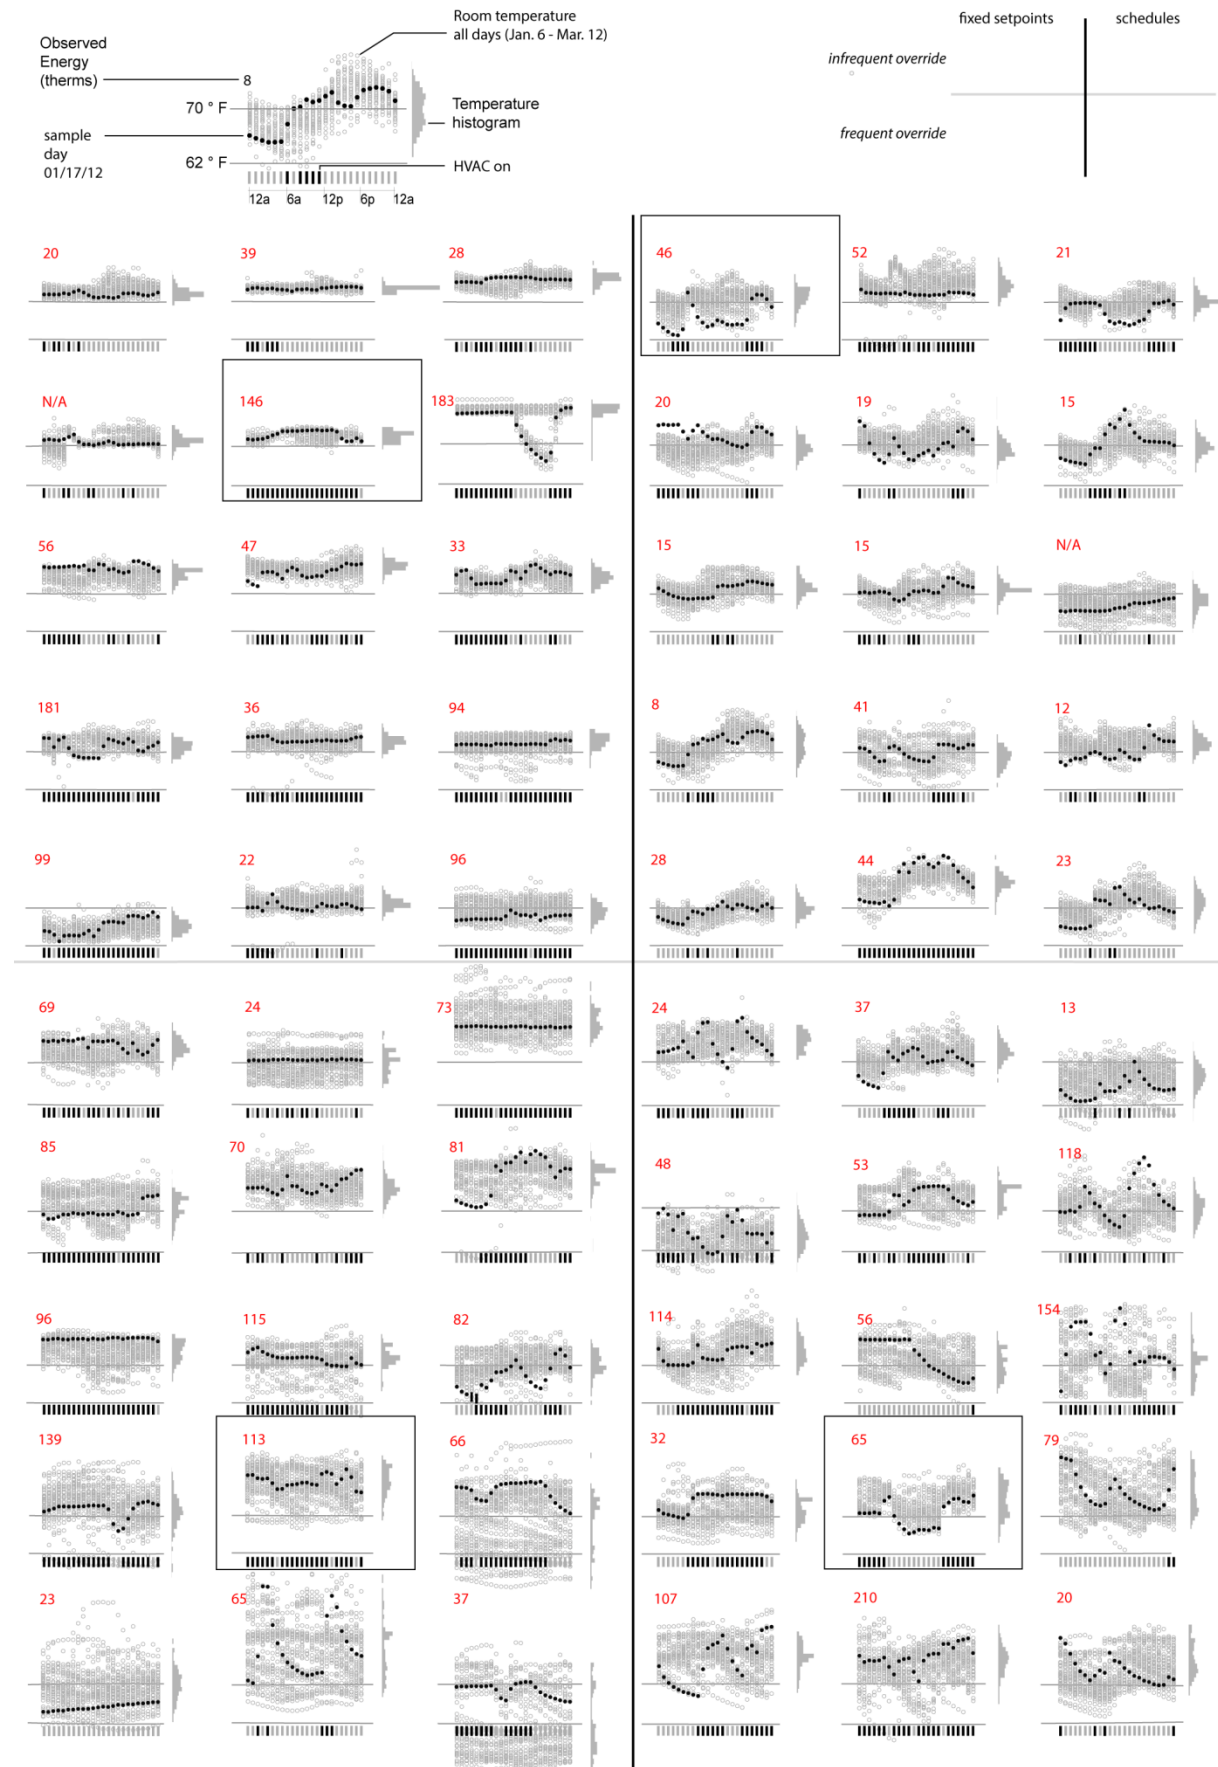 Room temperature
all days (Jan. 6 - Mar. 12)
fixed setpoints
schedules
Observed
Energy
(therms)
8
infrequent override
70 ° F
Temperature
histogram
frequent override
sample
day
01/17/12
62 ° F
HVAC on
12a 6a 12p 6p 12a
20 39 28 46 52 21
N/A 146 183 20 19 15
56 47 33 15 15 N/A
181 36 94 8 41 12
99 22 96 28 44 23
69 24 73 24 37 13
85 70 81 48 53 118
96 115 82 114 56 154
139 113 66 32 65 79
23 65 37 107 210 20